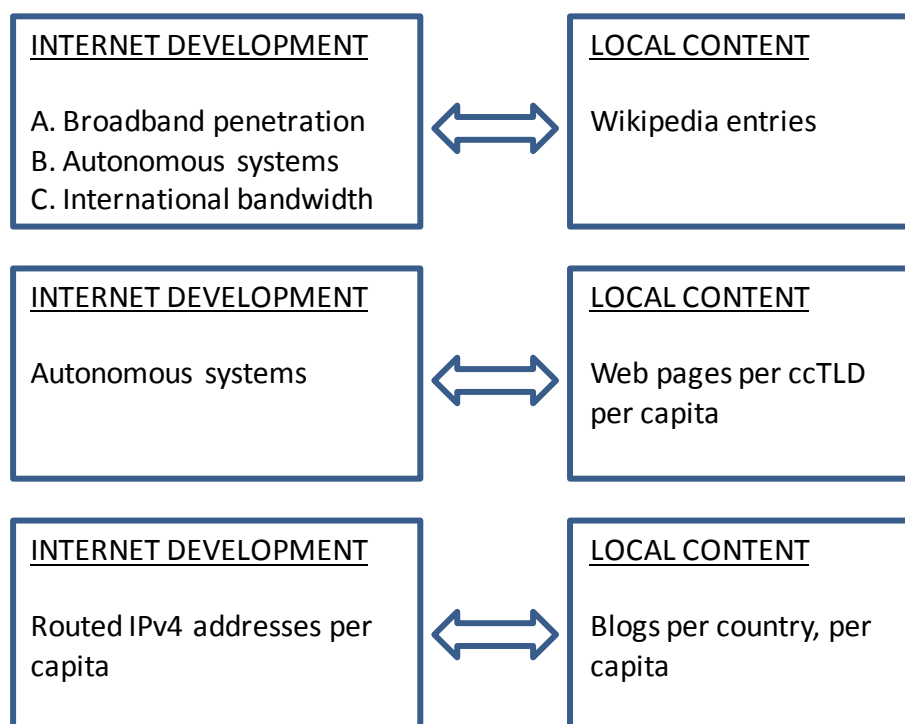 INTERNET DEVELOPMENT
A. Broadband penetration
B. Autonomous systems
C. International bandwidth
LOCAL CONTENT
Wikipedia entries
INTERNET DEVELOPMENT
Autonomous systems
LOCAL CONTENT
Web pages per ccTLD
per capita
INTERNET DEVELOPMENT
Routed IPv4 addresses per
capita
LOCAL CONTENT
Blogs per country, per
capita